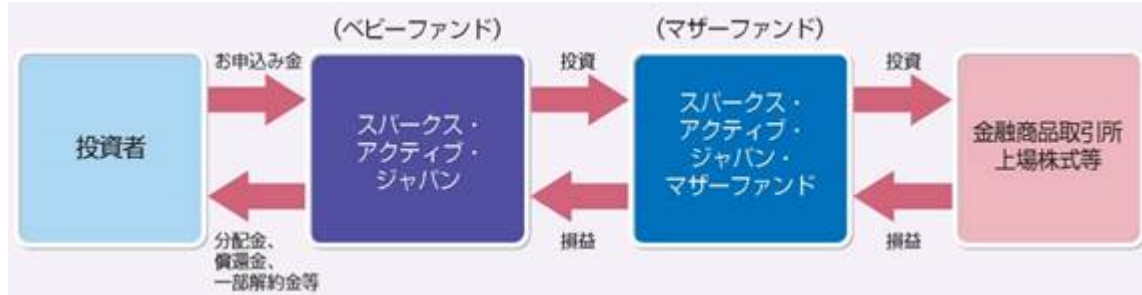 (ベビーファンド)
(マザーファンド)
投資者
お申込み金
分配金、
償還金、
一部解約金等
スパークス・
アクティブ・
ジャパン
投資
損益
スパークス・
アクティブ・
ジャパン・
マザーファンド
投資
損益
金融商品取引所
上場株式等